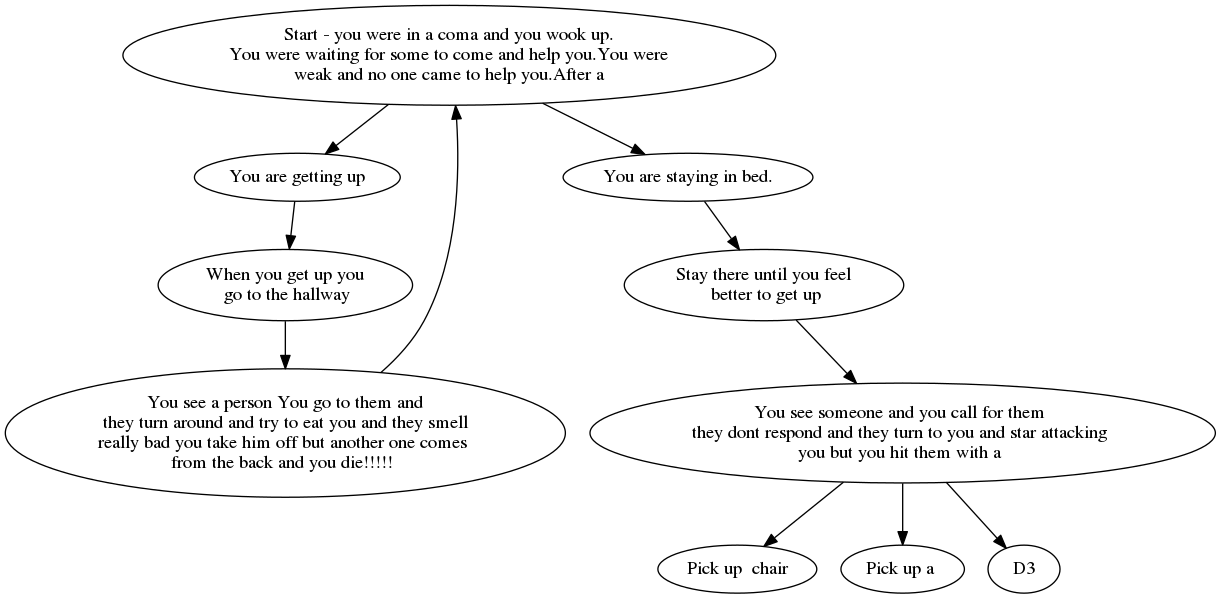 Start - you were in a coma and you wook up.
You were waiting for some to come and help you.You were
weak and no one came to help you.After a
You are getting up
You are staying in bed.
When you get up you
go to the hallway
Stay there until you feel
better to get up
You see a person You go to them and
they turn around and try to eat you and they smell
really bad you take him off but another one comes
from the back and you die!!!!!
You see someone and you call for them
they dont respond and they turn to you and star attacking
you but you hit them with a
Pick up  chair
Pick up a
D3